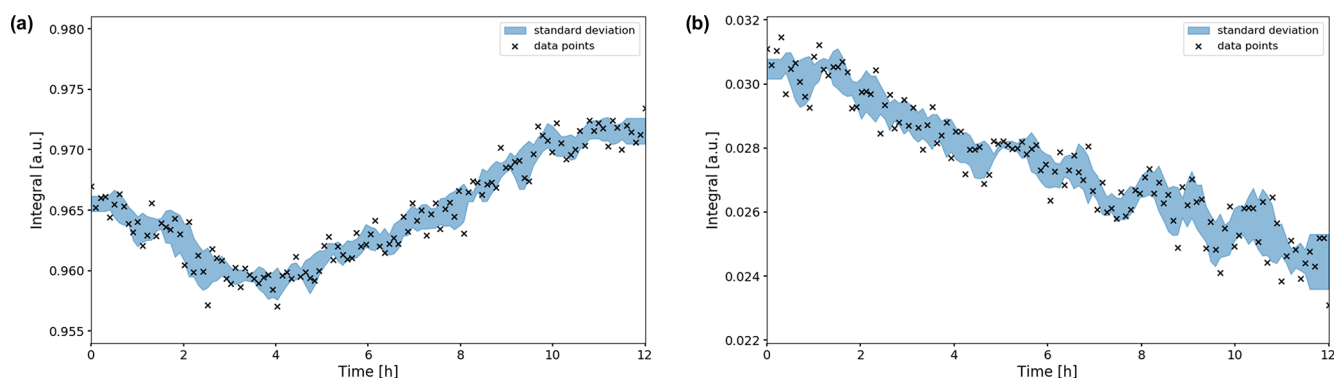 (a)
0.980
0.975
0.970
0.965
0.960
0.955
Integral [a.u.]
0 2 4 6 8 10 12
Time [h]
standard deviation
data points
(b)
0.032
0.030
0.028
0.026
0.024
0.022
Integral [a.u.]
0 2 4 6 8 10 12
Time [h]
standard deviation
data points